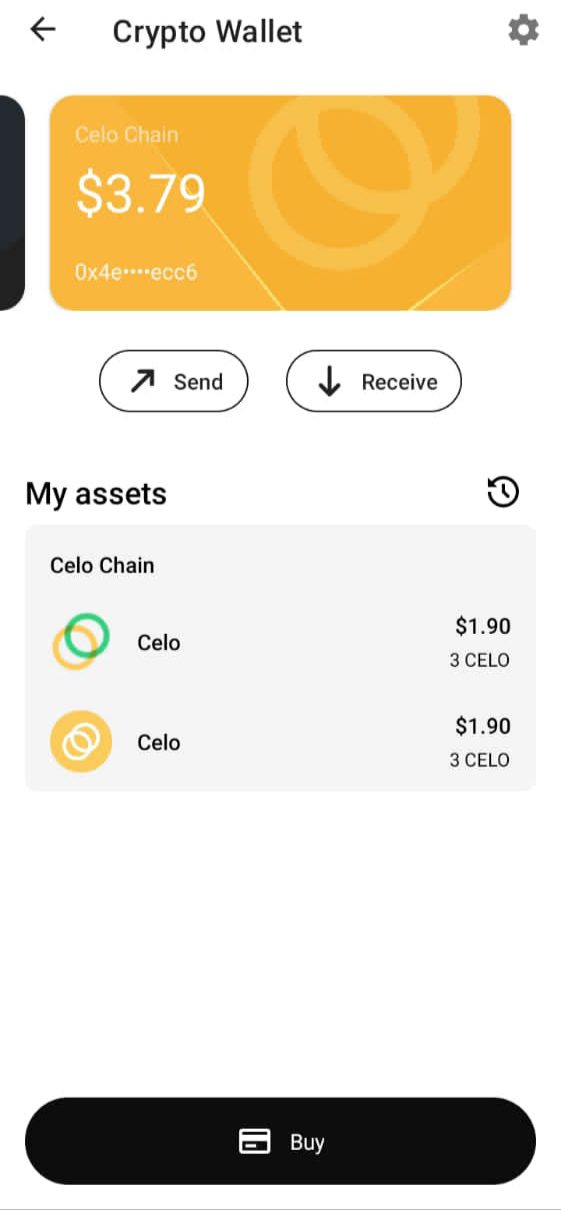 Crypto Wallet
Celo Chain
$3.79
0x4e••••ecc6
Send
Receive
My assets
Celo Chain
Celo
$1.90
3 CELO
Celo
$1.90
3 CELO
Buy